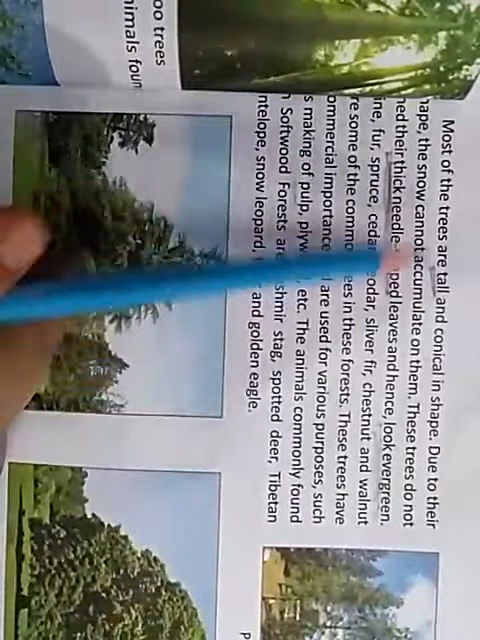 oo trees
nimals foun
Most of the trees are tall and conical in shape. Due to their
hape, the snow cannot accumulate on them. These trees do not
hed their thick needle- ped leaves and hence, look evergreen.
ine, fur, spruce, ceda eodar, silver fir, chestnut and walnut
re some of the commo ees in these forests. These trees have
ommercial importance are used for various purposes, such
s making of pulp, plyw , etc. The animals commonly found
Softwood Forests are shmir stag, spotted deer, Tibetan
ntelope, snow leopard, and golden eagle.
P